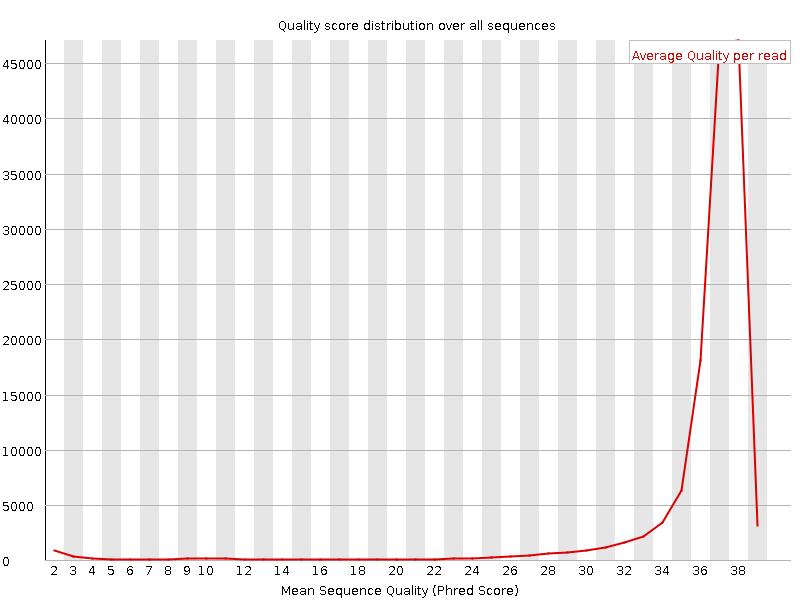 Quality score distribution over all sequences
Average Quality per read
45000
40000
35000
30000
25000
20000
15000
10000
5000
0
2 3 4 5 6 7 8 9 10 12 14 16 18 20 22 24 26 28 30 32 34 36 38
Mean Sequence Quality (Phred Score)